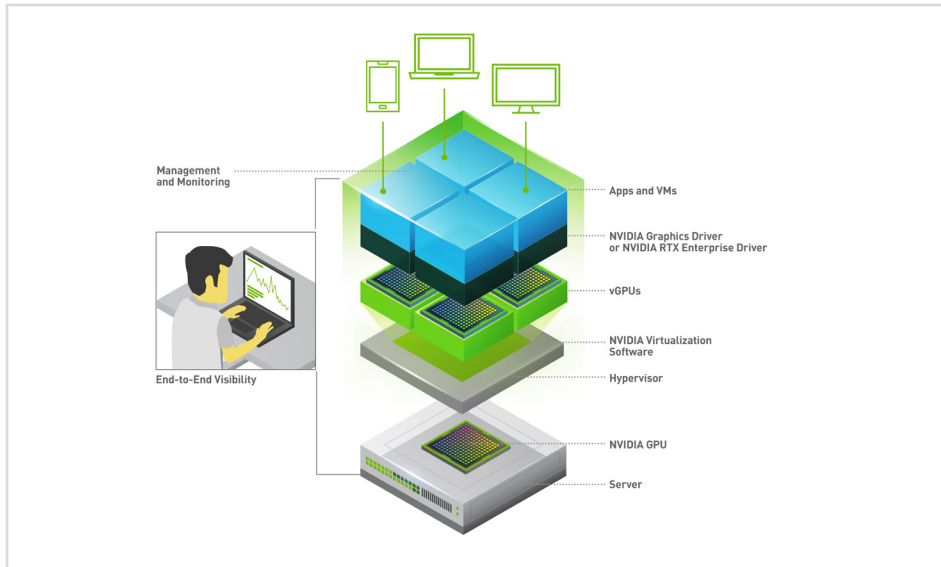 Management
and Monitoring
Apps and VMs
NVIDIA Graphics Driver
or NVIDIA RTX Enterprise Driver
vGPUs
NVIDIA Virtualization
Software
End-to-End Visibility
Hypervisor
NVIDIA GPU
Server